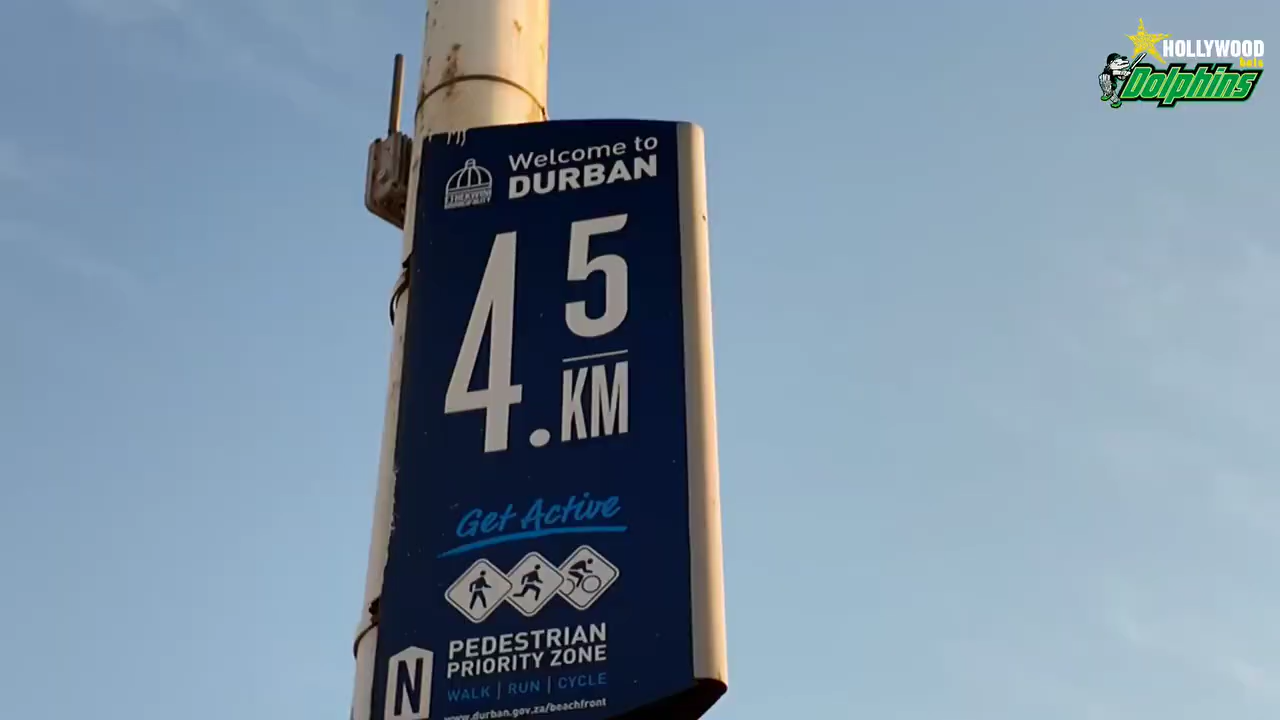 HOLLYWOOD
bets
Dolphins
Welcome to
DURBAN
4.5
KM
Get Active
PEDESTRIAN
PRIORITY ZONE
WALK | RUN | CYCLE
N
www.durban.gov.za/beachfront